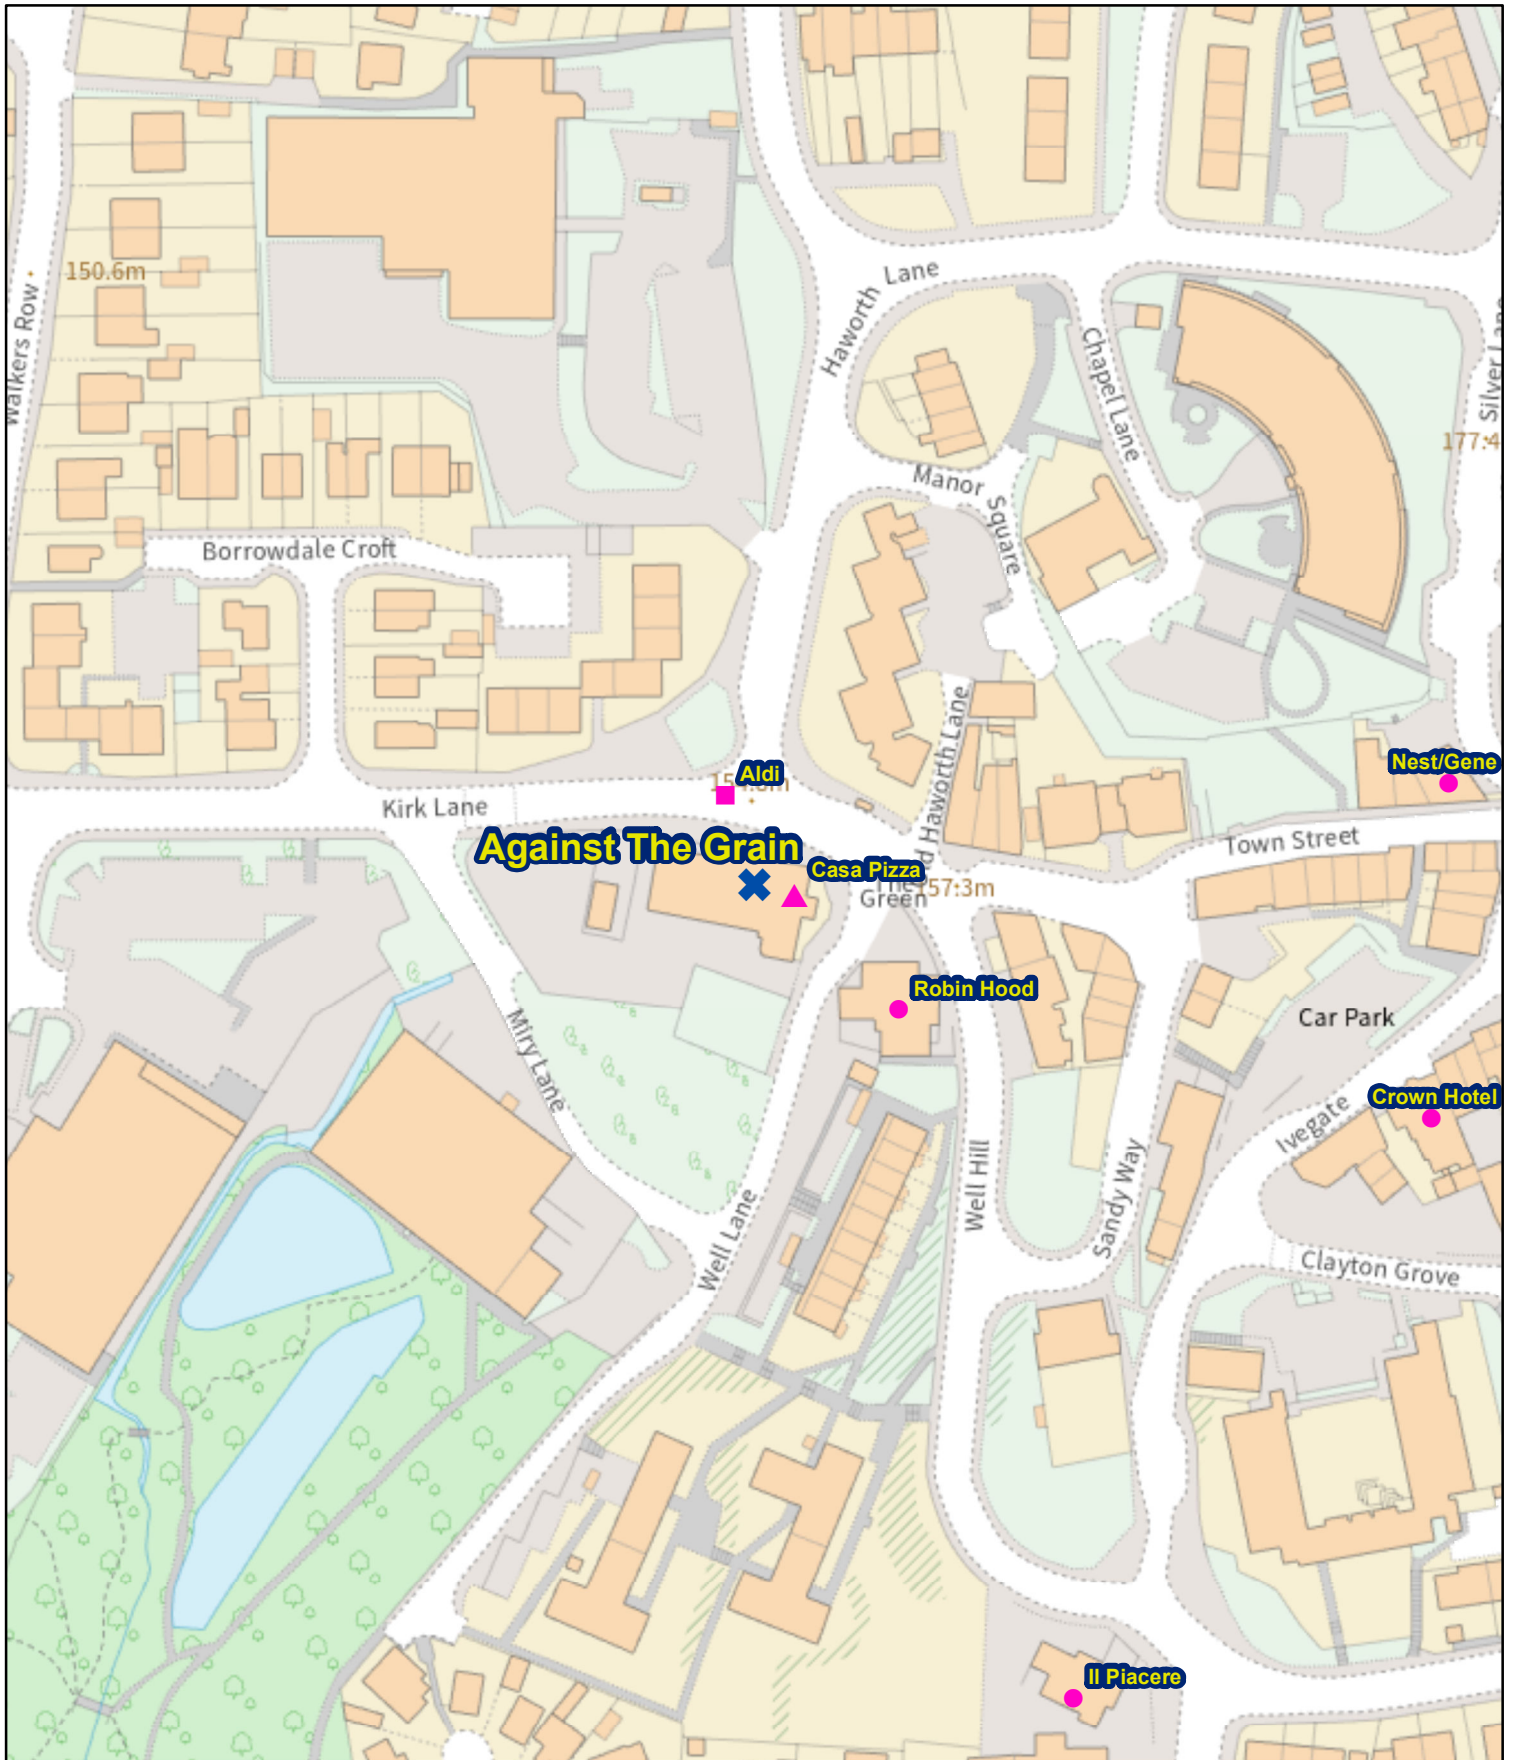 150.6m
Walkers Row
Haworth Lane
Chapel Lane
Silver Lane
177:4
Manor Square
Borrowdale Croft
Aldi
Nest/Gene
Kirk Lane
Town Street
Against The Grain
Casa Pizza
Haworth Lane
The
Green
157:3m
Robin Hood
Car Park
Miry Lane
Crown Hotel
Ivegate
Well Hill
Sandy Way
Well Lane
Clayton Grove
Il Piacere